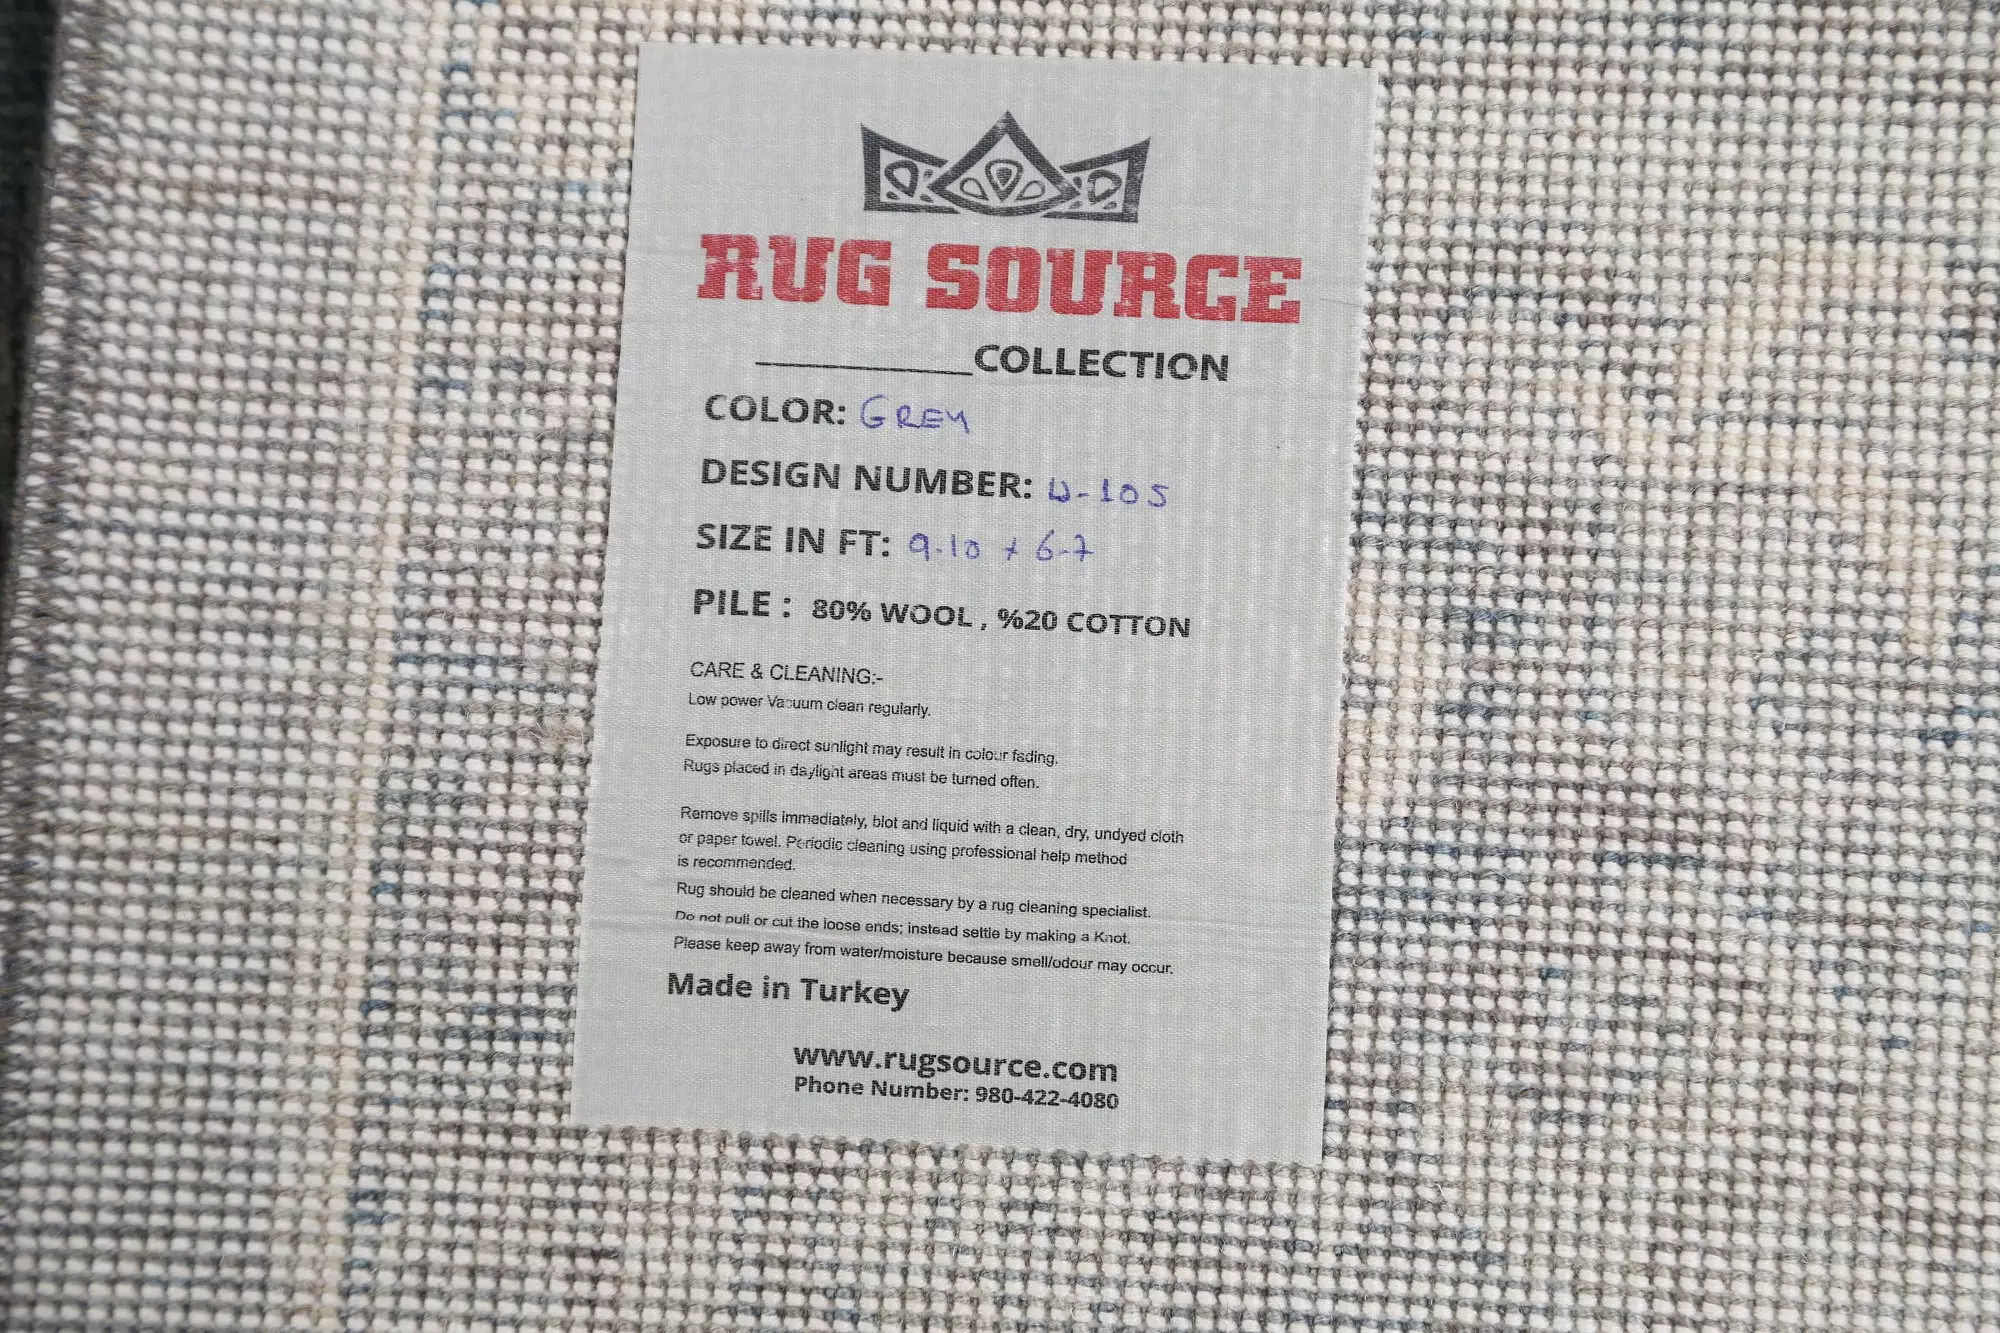 RUG SOURCE
____________COLLECTION
COLOR: GREY
DESIGN NUMBER: U-105
SIZE IN FT: 9-10 x 6-7
PILE : 80% WOOL , %20 COTTON
CARE & CLEANING:-
Low power Vacuum clean regularly.
Exposure to direct sunlight may result in colour fading.
Rugs placed in daylight areas must be turned often.
Remove spills immediately, blot and liquid with a clean, dry, undyed cloth
or paper towel. Periodic cleaning using professional help method
is recommended.
Rug should be cleaned when necessary by a rug cleaning specialist.
Do not pull or cut the loose ends; instead settle by making a Knot.
Please keep away from water/moisture because smell/odour may occur.
Made in Turkey
www.rugsource.com
Phone Number: 980-422-4080